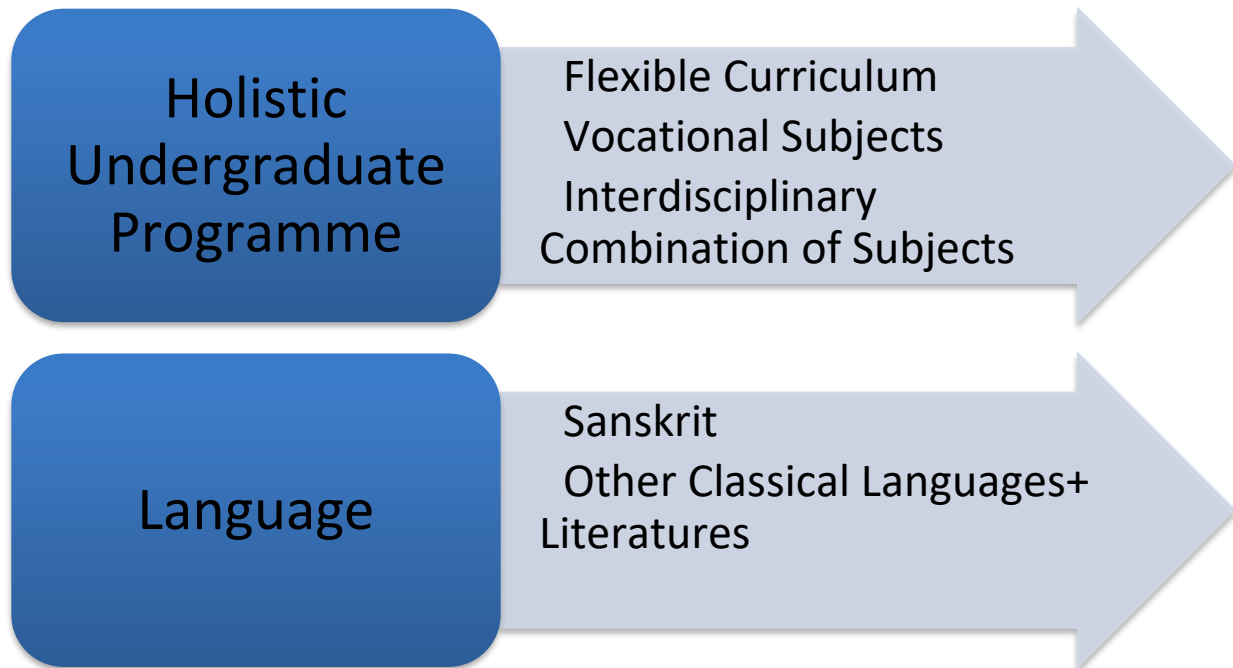 Holistic
Undergraduate
Programme
Flexible Curriculum
Vocational Subjects
Interdisciplinary
Combination of Subjects
Language
Sanskrit
Other Classical Languages+
Literatures